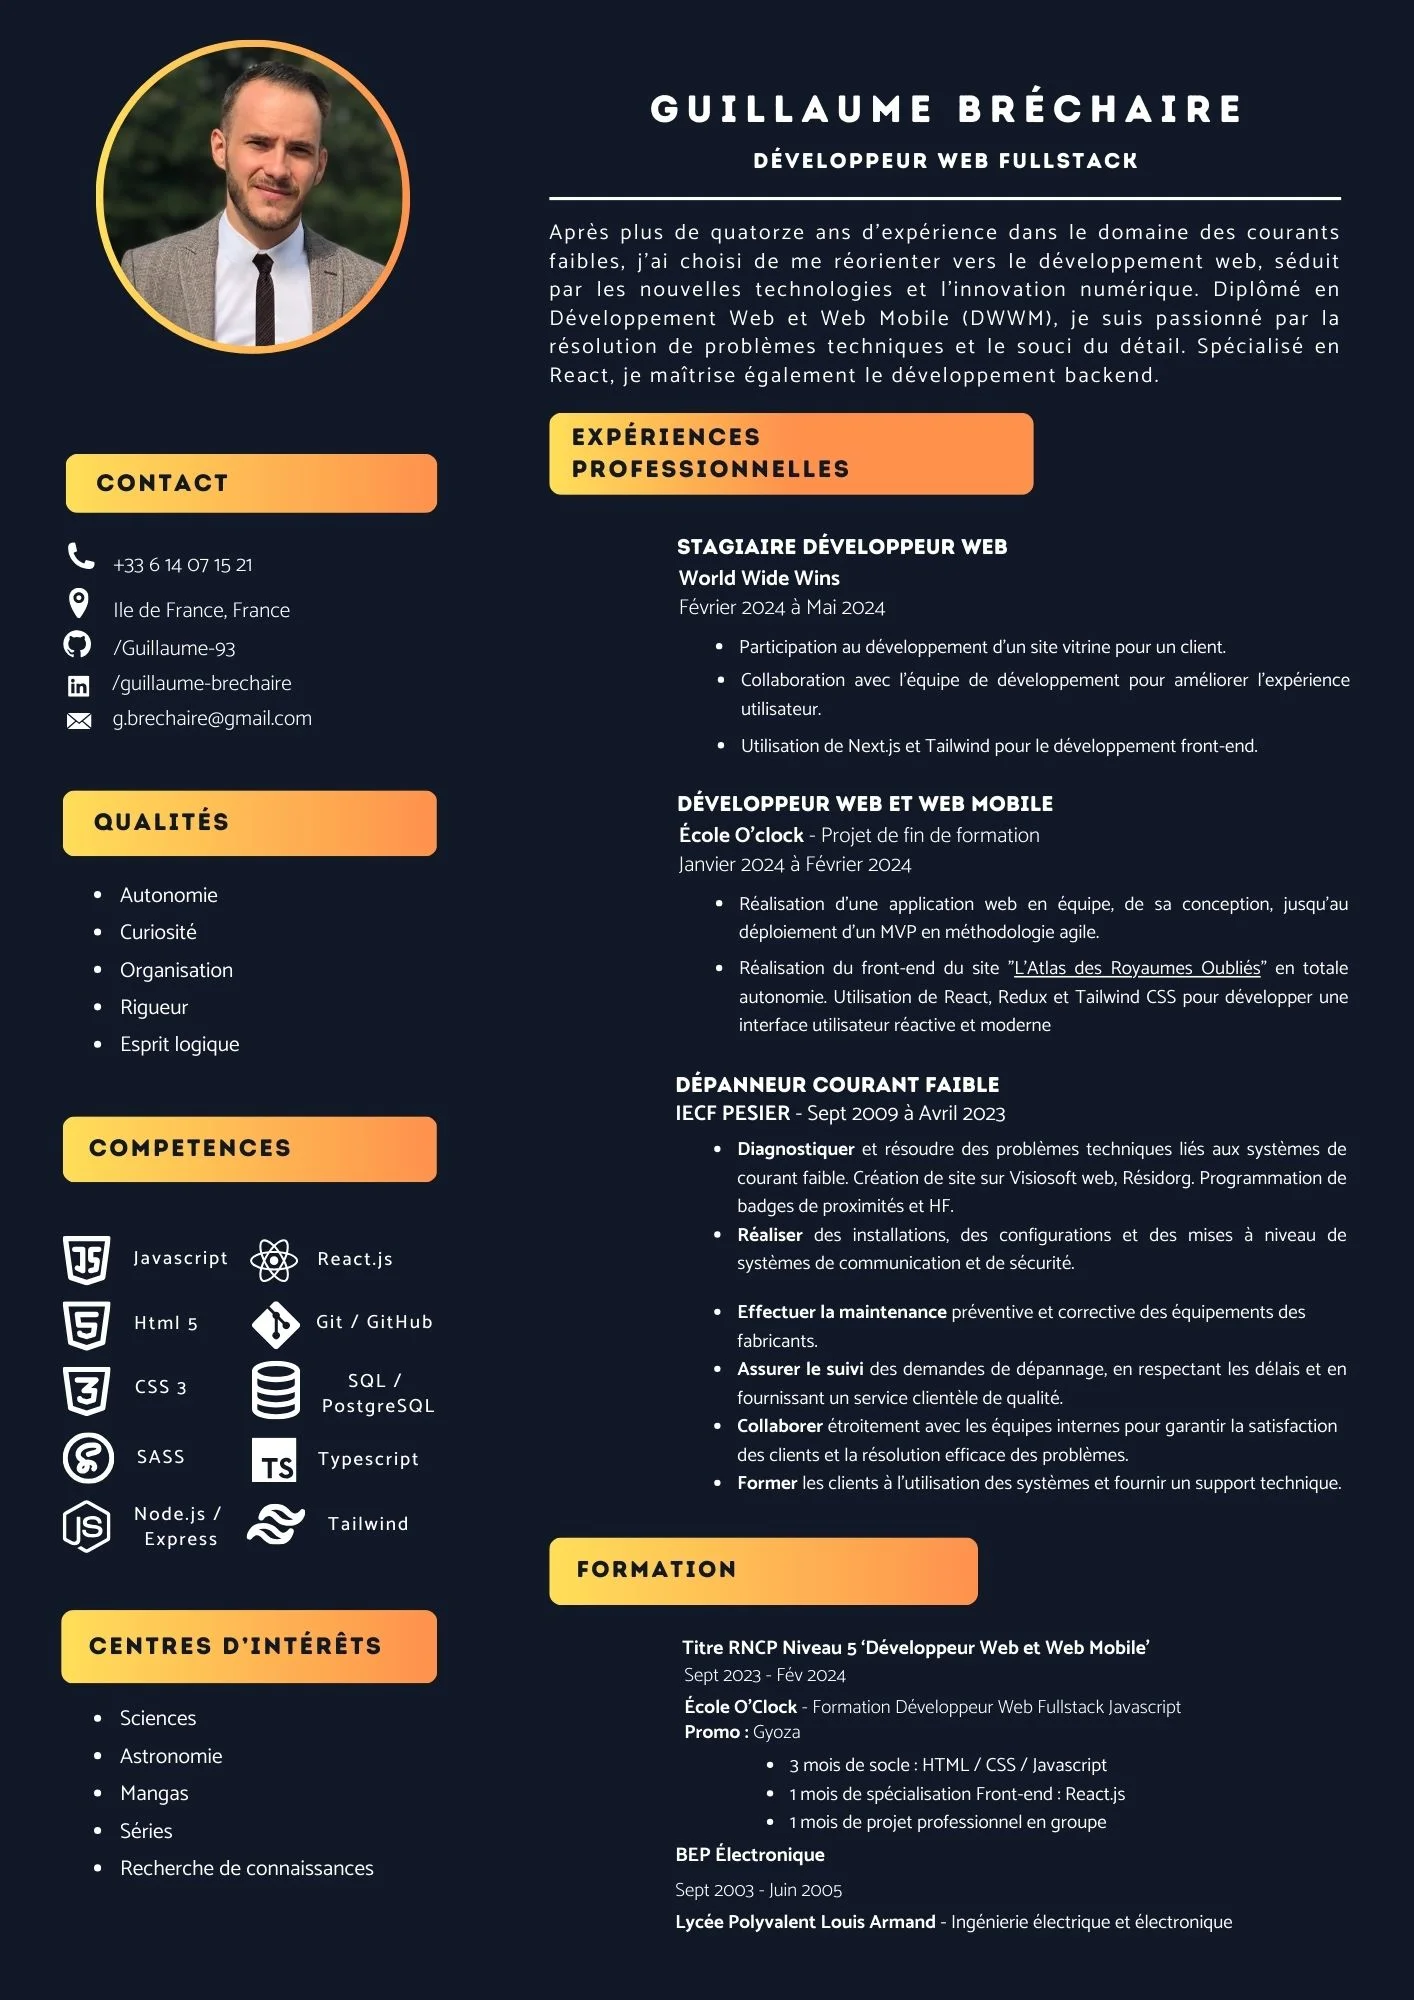 GUILLAUME BRÉCHAIRE
DÉVELOPPEUR WEB FULLSTACK
Après plus de quatorze ans d'expérience dans le domaine des courants
faibles, j'ai choisi de me réorienter vers le développement web, séduit
par les nouvelles technologies et l'innovation numérique. Diplômé en
Développement Web et Web Mobile (DWWM), je suis passionné par la
résolution de problèmes techniques et le souci du détail. Spécialisé en
React, je maîtrise également le développement backend.
CONTACT
+33 6 14 07 15 21
Ile de France, France
/Guillaume-93
in
/guillaume-brechaire
g.brechaire@gmail.com
QUALITÉS
• Autonomie
• Curiosité
• Organisation
• Rigueur
• Esprit logique
COMPETENCES
JS Javascript
React.js
5 Html 5
Git / GitHub
3 CSS 3
SQL /
PostgreSQL
SASS
TS Typescript
JS Node.js /
Express
Tailwind
CENTRES D'INTÉRÊTS
• Sciences
• Astronomie
• Mangas
• Séries
• Recherche de connaissances
EXPÉRIENCES
PROFESSIONNELLES
STAGIAIRE DÉVELOPPEUR WEB
World Wide Wins
Février 2024 à Mai 2024
• Participation au développement d'un site vitrine pour un client.
• Collaboration avec l'équipe de développement pour améliorer l'expérience
utilisateur.
• Utilisation de Next.js et Tailwind pour le développement front-end.
DÉVELOPPEUR WEB ET WEB MOBILE
École O'clock - Projet de fin de formation
Janvier 2024 à Février 2024
• Réalisation d'une application web en équipe, de sa conception, jusqu'au
déploiement d'un MVP en méthodologie agile.
• Réalisation du front-end du site "L'Atlas des Royaumes Oubliés" en totale
autonomie. Utilisation de React, Redux et Tailwind CSS pour développer une
interface utilisateur réactive et moderne
DÉPANNEUR COURANT FAIBLE
IECF PESIER - Sept 2009 à Avril 2023
• Diagnostiquer et résoudre des problèmes techniques liés aux systèmes de
courant faible. Création de site sur Visiosoft web, Résidorg. Programmation de
badges de proximités et HF.
• Réaliser des installations, des configurations et des mises à niveau de
systèmes de communication et de sécurité.
• Effectuer la maintenance préventive et corrective des équipements des
fabricants.
• Assurer le suivi des demandes de dépannage, en respectant les délais et en
fournissant un service clientèle de qualité.
• Collaborer étroitement avec les équipes internes pour garantir la satisfaction
des clients et la résolution efficace des problèmes.
• Former les clients à l'utilisation des systèmes et fournir un support technique.
FORMATION
Titre RNCP Niveau 5 'Développeur Web et Web Mobile'
Sept 2023 - Fév 2024
École O'Clock - Formation Développeur Web Fullstack Javascript
Promo : Gyoza
• 3 mois de socle : HTML / CSS / Javascript
• 1 mois de spécialisation Front-end : React.js
• 1 mois de projet professionnel en groupe
BEP Électronique
Sept 2003 - Juin 2005
Lycée Polyvalent Louis Armand - Ingénierie électrique et électronique